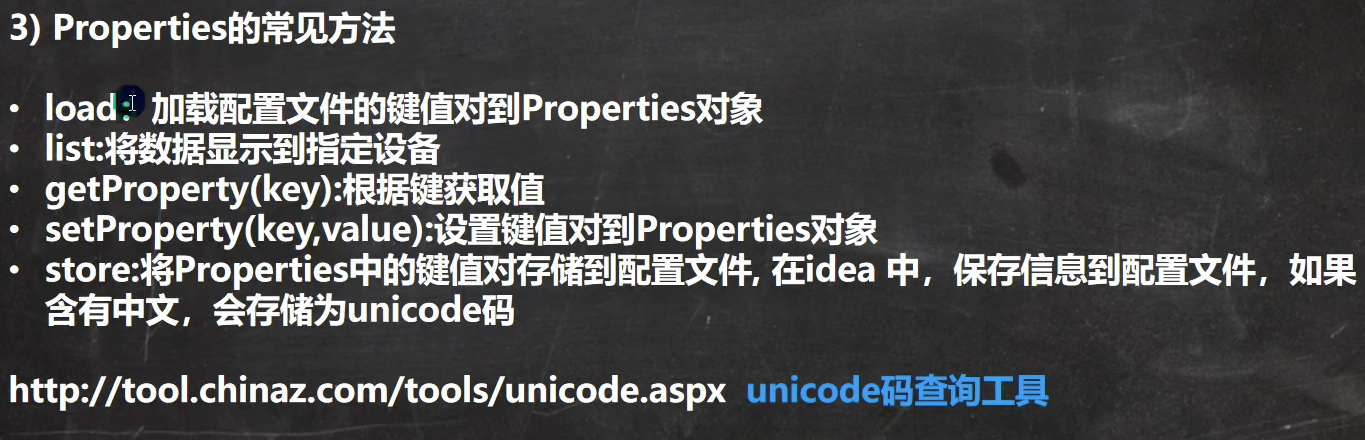 3) Properties的常见方法
• load：加载配置文件的键值对到Properties对象
• list:将数据显示到指定设备
• getProperty(key):根据键获取值
• setProperty(key,value):设置键值对到Properties对象
• store:将Properties中的键值对存储到配置文件, 在idea 中，保存信息到配置文件，如果
含有中文，会存储为unicode码
http://tool.chinaz.com/tools/unicode.aspx unicode码查询工具